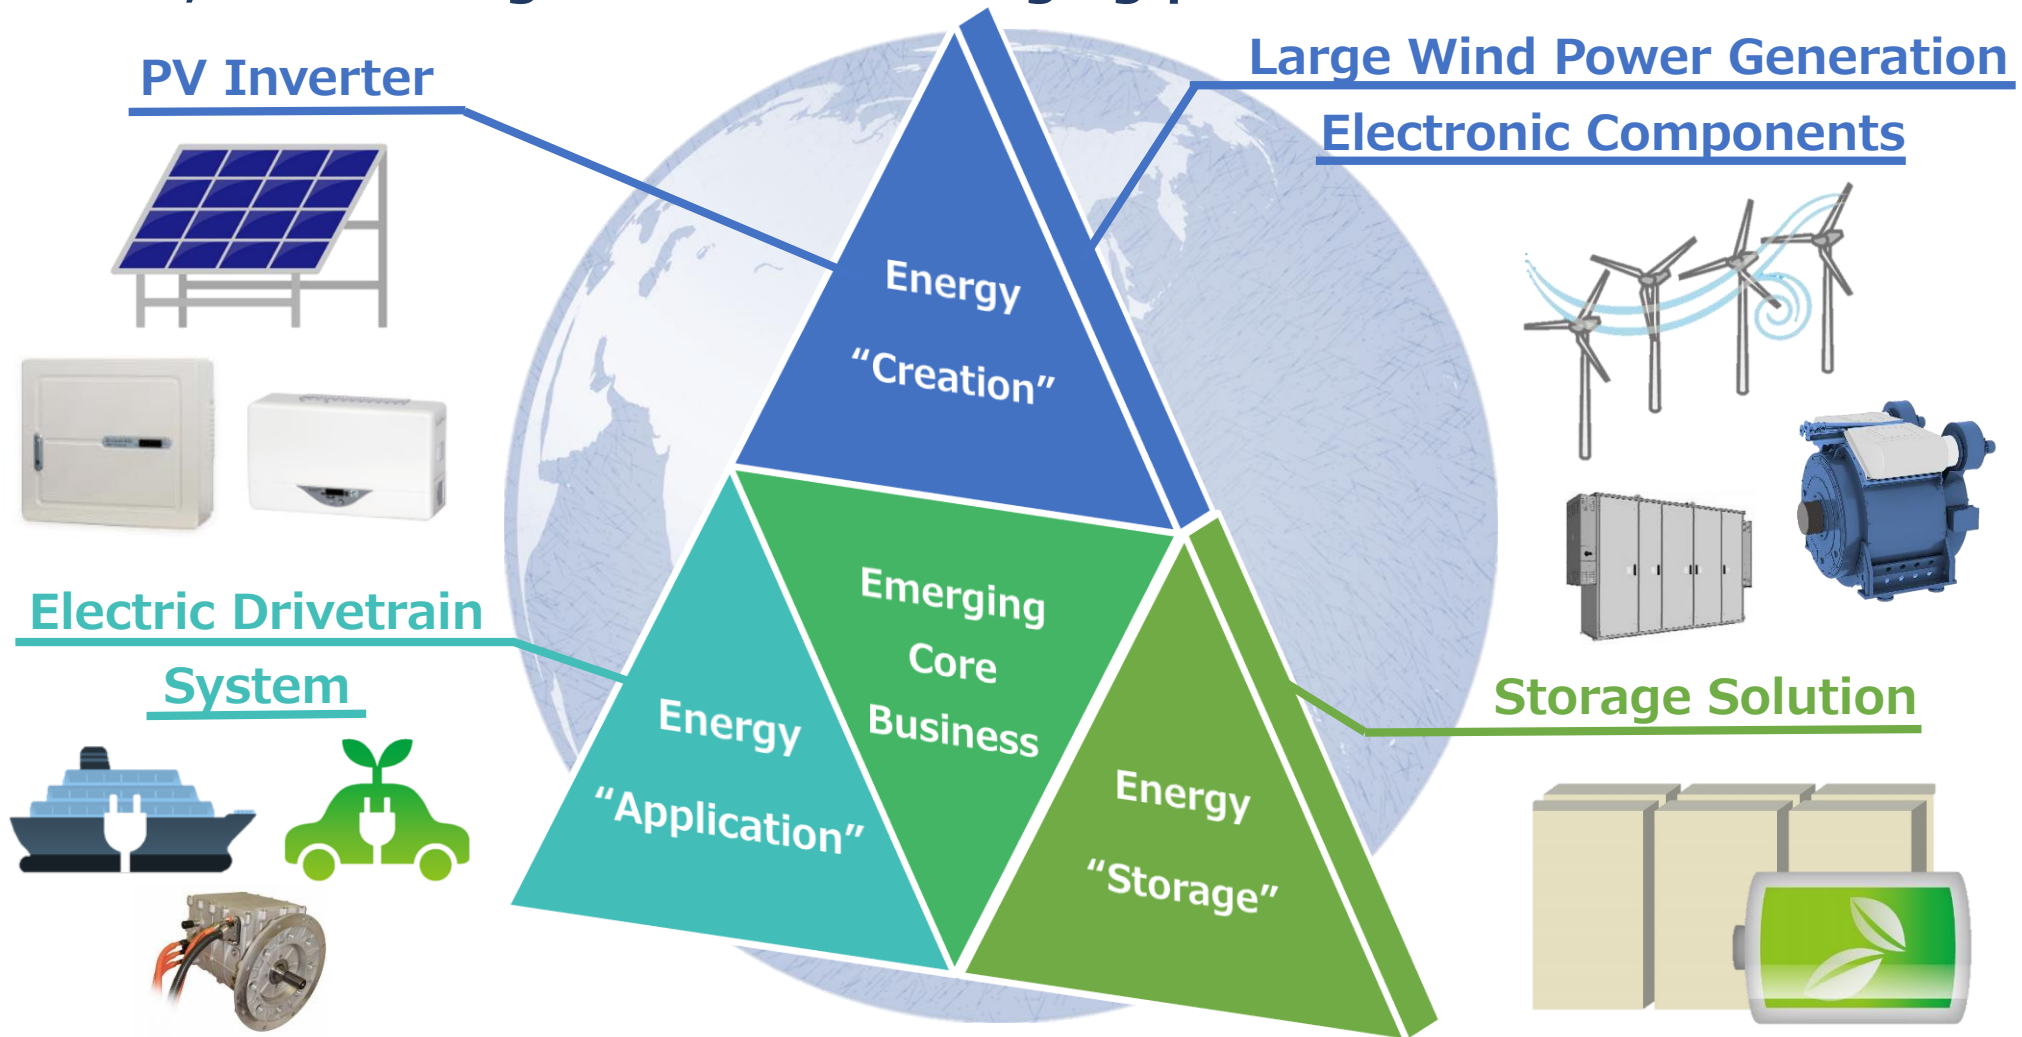 PV Inverter
Large Wind Power Generation
Electronic Components
Energy
“Creation”
Emerging
Core
Business
Electric Drivetrain
System
Energy
“Application”
Storage Solution
Energy
“Storage”